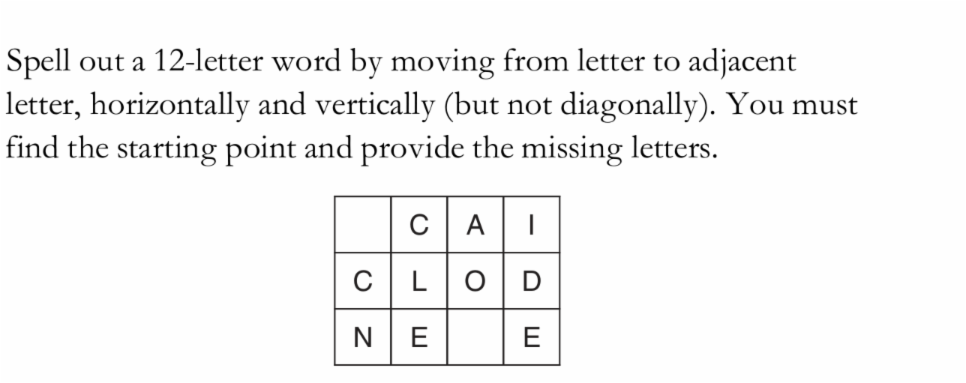 Spell out a 12-letter word by moving from letter to adjacent
letter, horizontally and vertically (but not diagonally). You must
find the starting point and provide the missing letters.
C A I
C L O D
N E E